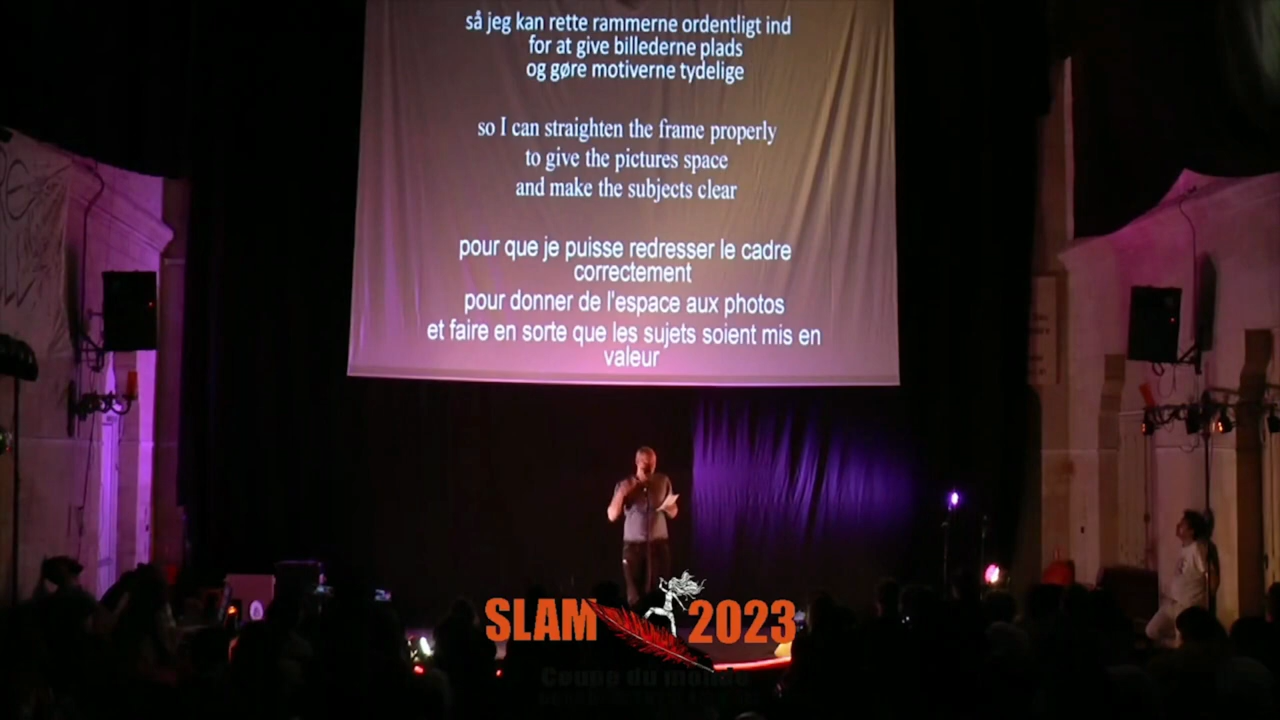 så jeg kan rette rammerne ordentligt ind
for at give billederne plads
og gøre motiverne tydelige
so I can straighten the frame properly
to give the pictures space
and make the subjects clear
pour que je puisse redresser le cadre
correctement
pour donner de l'espace aux photos
et faire en sorte que les sujets soient mis en
valeur
SLAM 2023
Coupe du monde